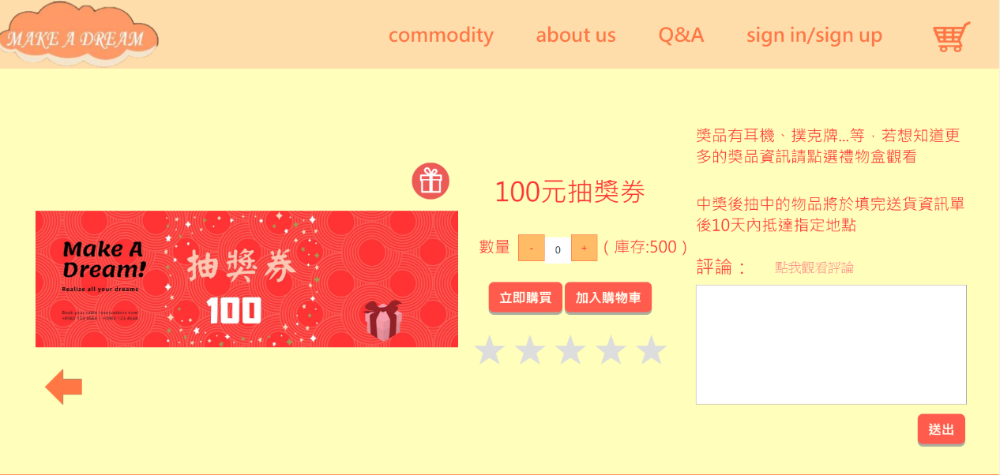 MAKE A DREAM
commodity
about us
Q&A
sign in/sign up
Make A
Dream!
Realize all your dreams
抽獎券
100
100元抽獎券
數量
-
0
+
( 庫存:500 )
立即購買
加入購物車
獎品有耳機、撲克牌...等，若想知道更
多的獎品資訊請點選禮物盒觀看
中獎後抽中的物品將於填完送貨資訊單
後10天內抵達指定地點
評論：
點我觀看評論
送出